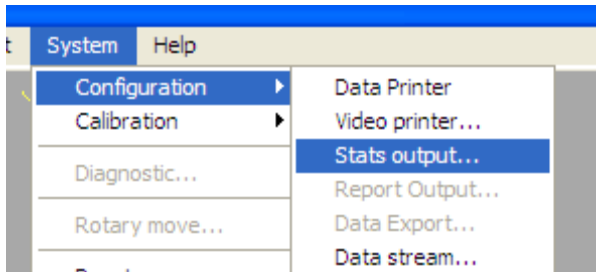 System Help
Configuration
Calibration
Diagnostic...
Rotary move...
Data Printer
Video printer...
Stats output...
Report Output...
Data Export...
Data stream...